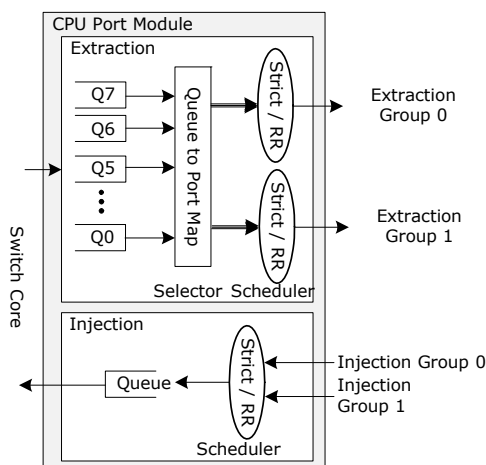 CPU Port Module
Extraction
Q7
Q6
Q5
Q0
Queue to Port Map
Strict / RR
Strict / RR
Extraction
Group 0
Extraction
Group 1
Selector
Scheduler
Switch Core
Injection
Queue
Strict / RR
Scheduler
Injection Group 0
Injection
Group 1